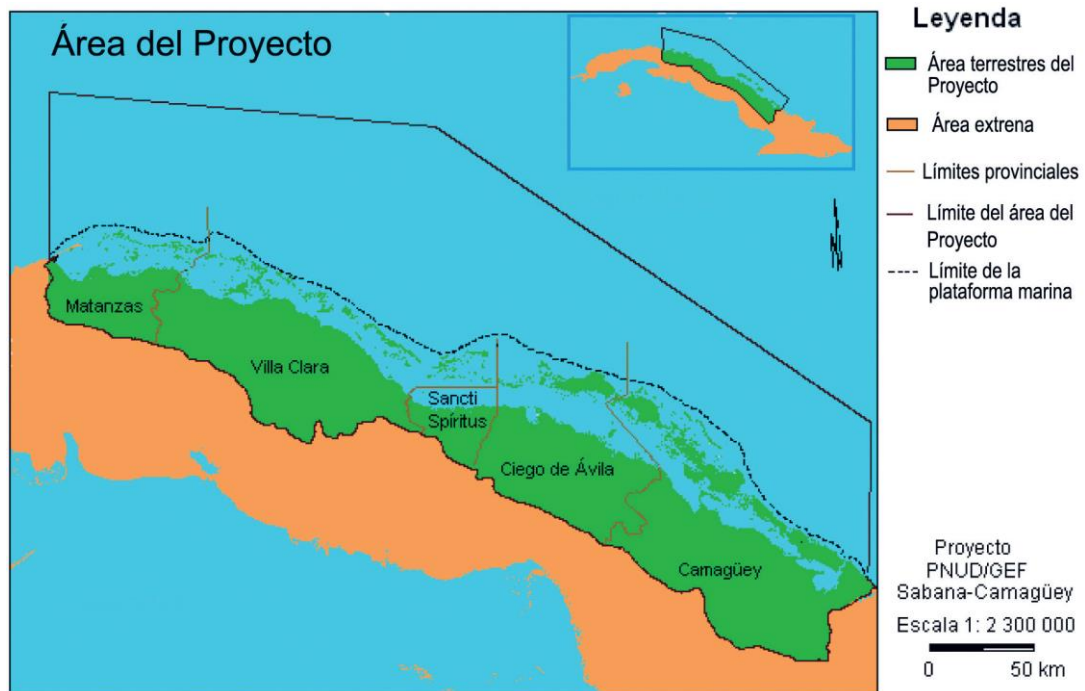 Área del Proyecto
Matanzas
Villa Clara
Sancti
Spíritus
Ciego de Ávila
Camagüey
Leyenda
Área terrestres del
Proyecto
Área extrena
Límites provinciales
Límite del área del
Proyecto
Límite de la
plataforma marina
Proyecto
PNUD/GEF
Sabana-Camagüey
Escala 1: 2 300 000
0 50 km